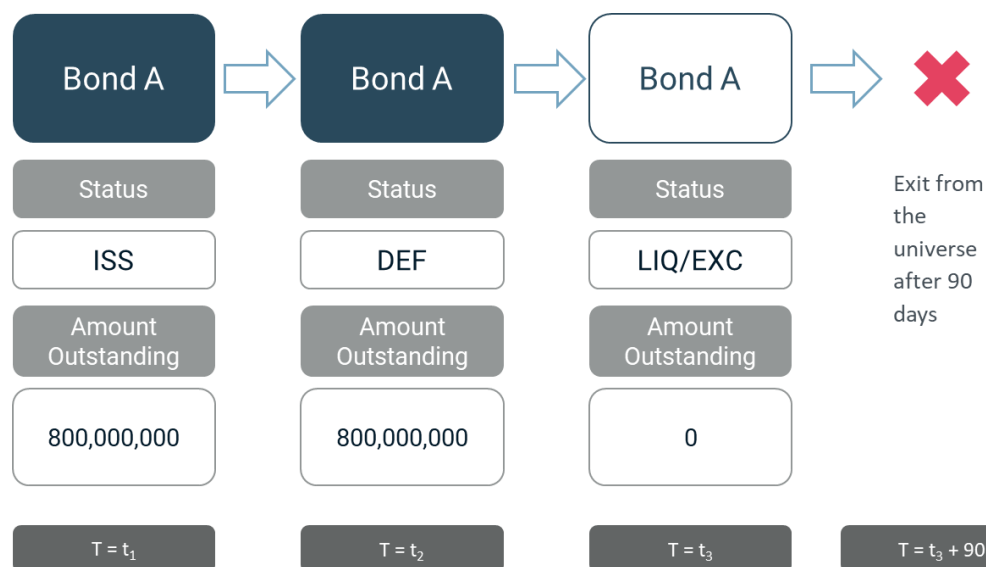 Bond A
Bond A
Bond A
Status
Status
Status
Exit from
the
universe
after 90
days
ISS
DEF
LIQ/EXC
Amount
Outstanding
Amount
Outstanding
Amount
Outstanding
800,000,000
800,000,000
0
T = t₁
T = t₂
T = t₃
T = t₃ + 90